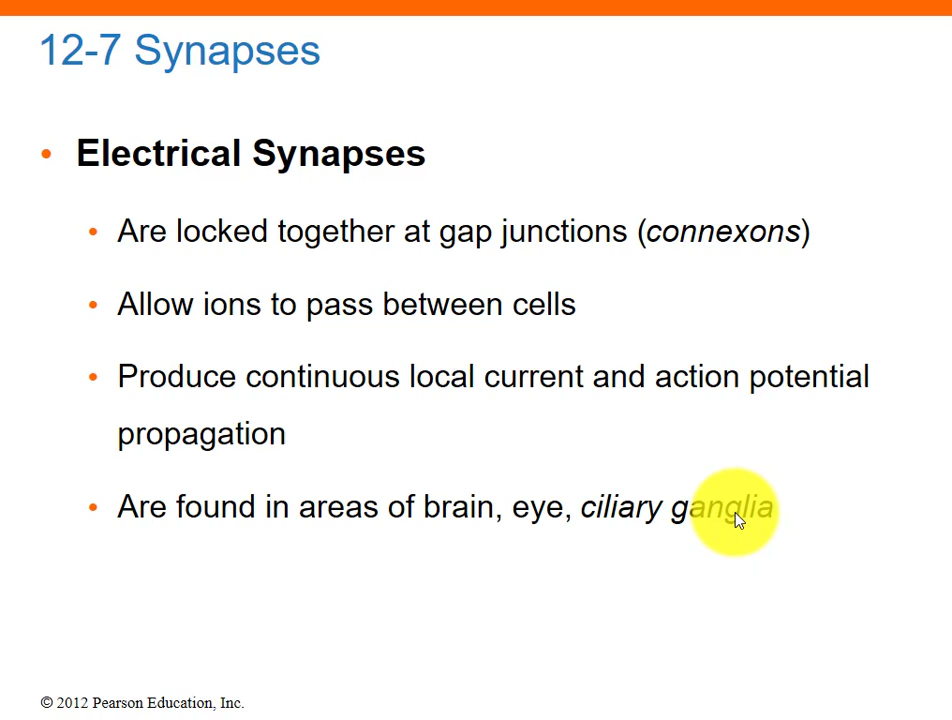 12-7 Synapses
• Electrical Synapses
• Are locked together at gap junctions (connexons)
• Allow ions to pass between cells
• Produce continuous local current and action potential
propagation
• Are found in areas of brain, eye, ciliary ganglia
© 2012 Pearson Education, Inc.